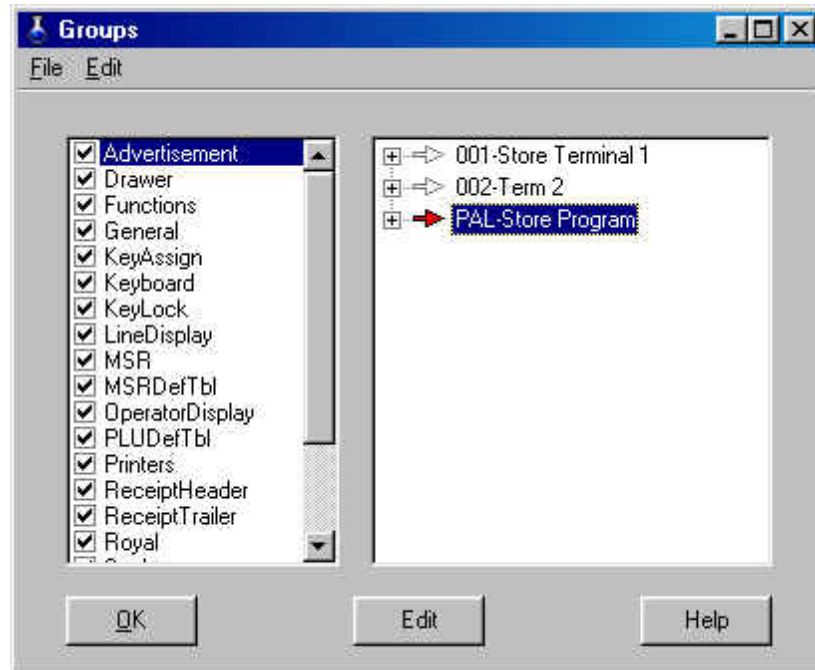 Groups
File Edit
Advertisement
Drawer
Functions
General
KeyAssign
Keyboard
KeyLock
LineDisplay
MSR
MSRDefTbl
OperatorDisplay
PLUDefTbl
Printers
ReceiptHeader
ReceiptTrailer
Royal
001-Store Terminal 1
002-Term 2
PAL-Store Program
OK Edit Help